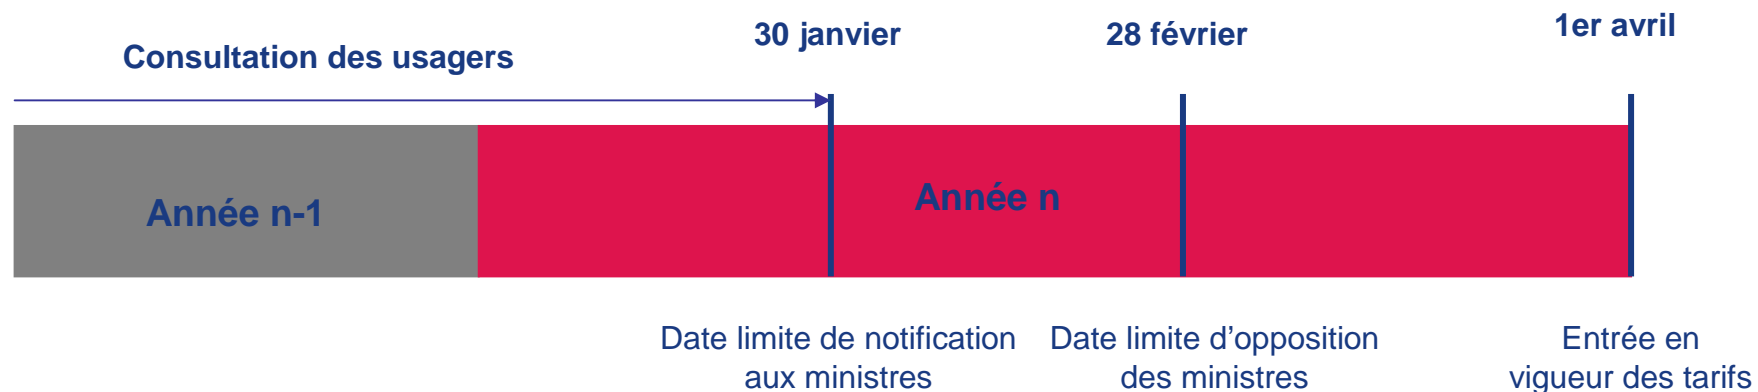 Consultation des usagers
30 janvier
28 février
1er avril
Année n-1
Année n
Date limite de notification
aux ministres
Date limite d’opposition
des ministres
Entrée en
vigueur des tarifs